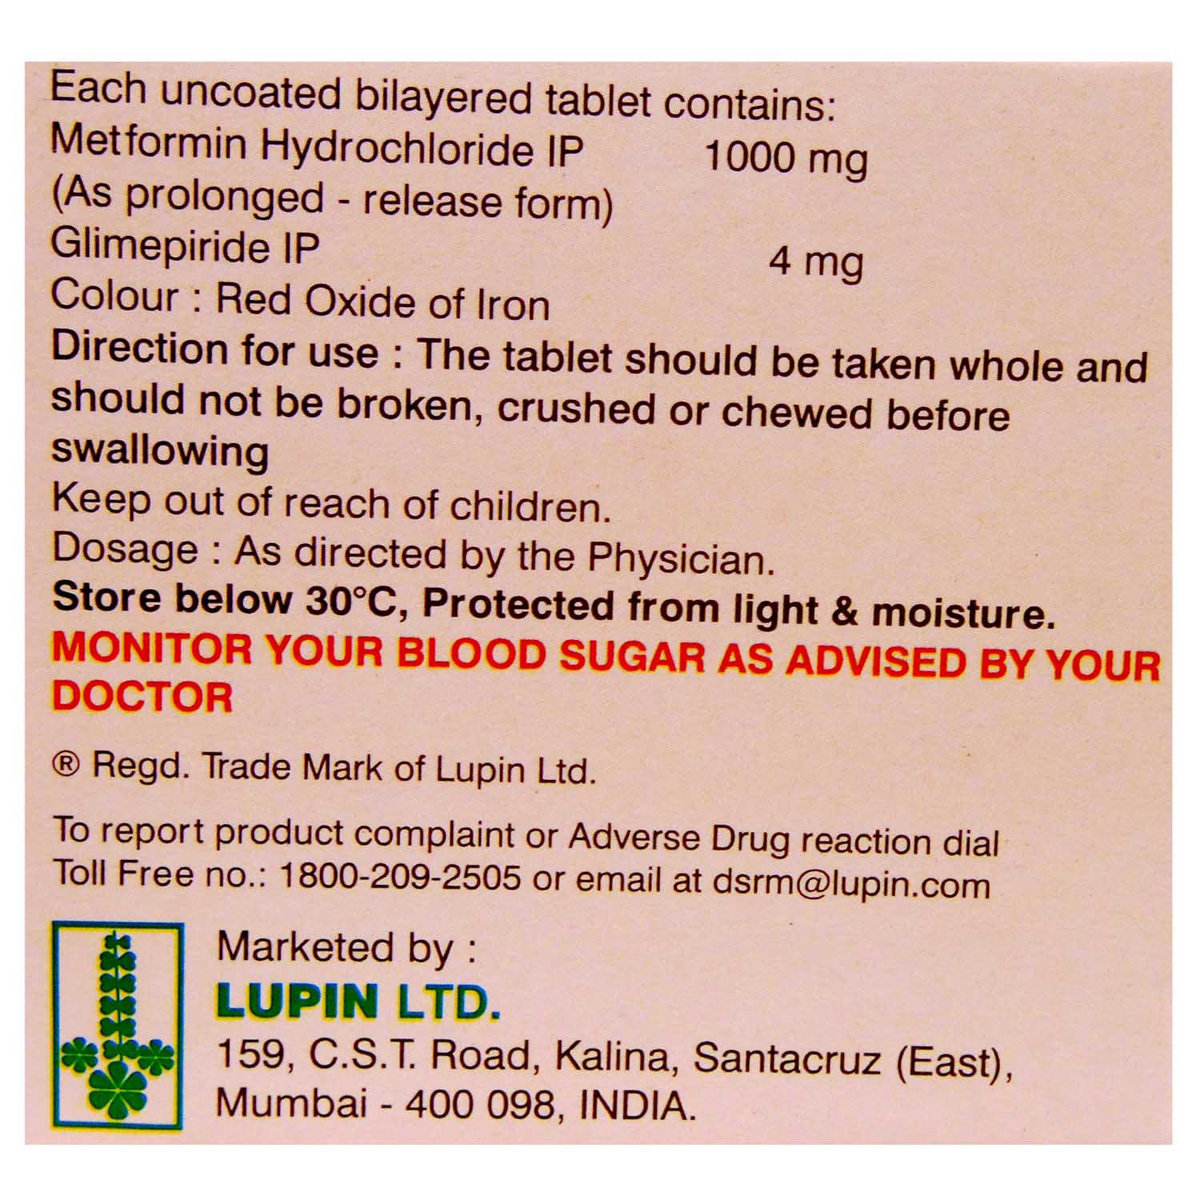 Each uncoated bilayered tablet contains:
Metformin Hydrochloride IP 1000 mg
(As prolonged - release form)
Glimepiride IP 4 mg
Colour : Red Oxide of Iron
Direction for use : The tablet should be taken whole and
should not be broken, crushed or chewed before
swallowing
Keep out of reach of children.
Dosage : As directed by the Physician.
Store below 30°C, Protected from light & moisture.
MONITOR YOUR BLOOD SUGAR AS ADVISED BY YOUR
DOCTOR
® Regd. Trade Mark of Lupin Ltd.
To report product complaint or Adverse Drug reaction dial
Toll Free no.: 1800-209-2505 or email at dsrm@lupin.com
Marketed by :
LUPIN LTD.
159, C.S.T. Road, Kalina, Santacruz (East),
Mumbai - 400 098, INDIA.